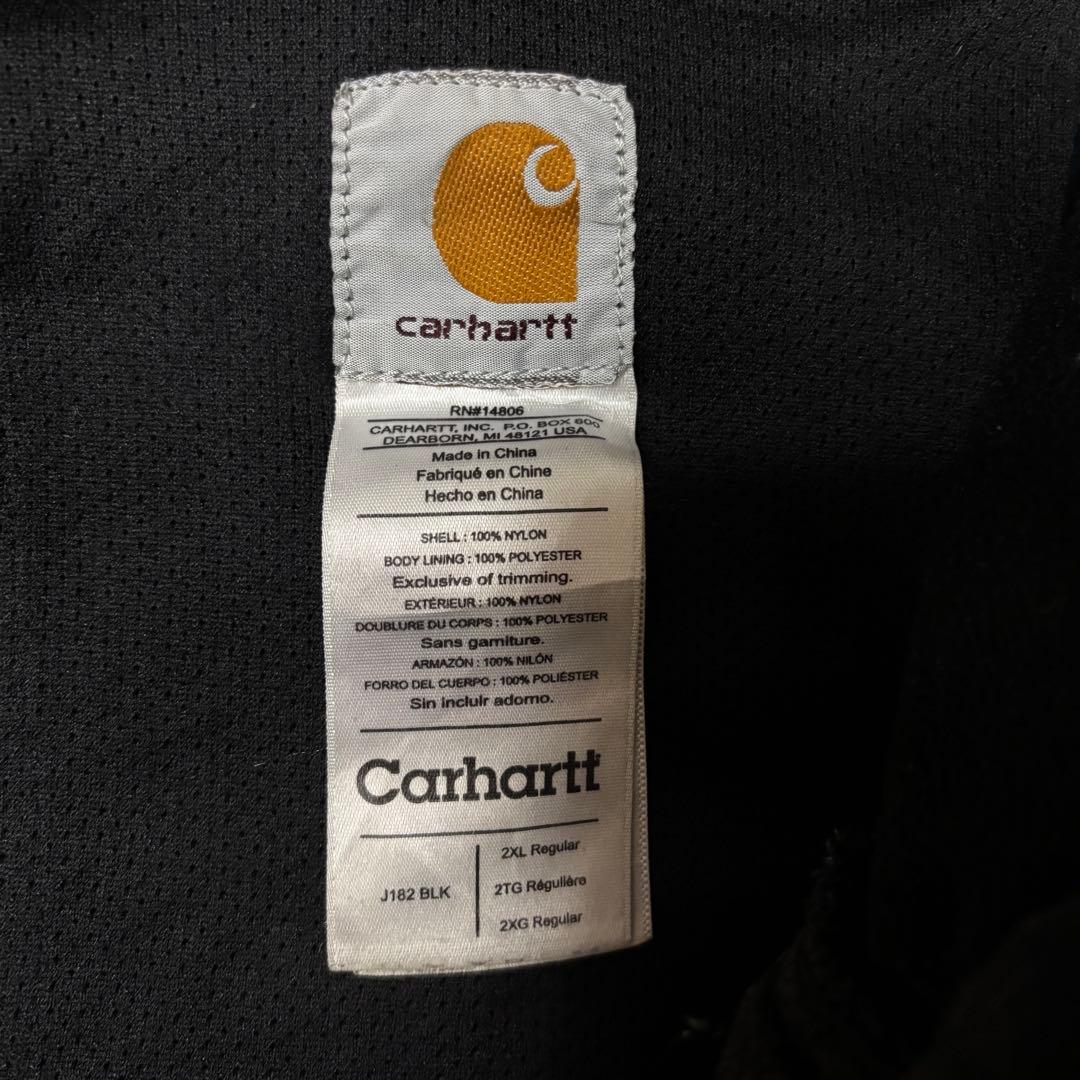 carhartt
RN#14806
CARHARTT, INC. P.O. BOX 600
DEARBORN, MI 48121 USA
Made in China
Fabriqué en Chine
Hecho en China
SHELL : 100% NYLON
BODY LINING : 100% POLYESTER
Exclusive of trimming.
EXTÉRIEUR : 100% NYLON
DOUBLURE DU CORPS : 100% POLYESTER
Sans garniture.
ARMAZÓN : 100% NILÓN
FORRO DEL CUERPO : 100% POLIÉSTER
Sin incluir adorno.
Carhartt
J182 BLK
2XL Regular
2TG Régulière
2XG Regular